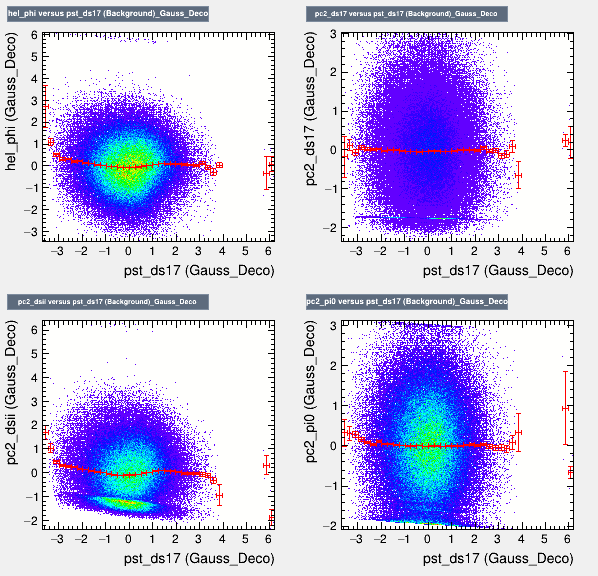 hel_phi versus pst_ds17 (Background)_Gauss_Deco
hel_phi (Gauss_Deco)
6
5
4
3
2
1
0
−1
−2
−3
−3 −2 −1 0 1 2 3 4 5 6
pst_ds17 (Gauss_Deco)
pc2_ds17 versus pst_ds17 (Background)_Gauss_Deco
pc2_ds17 (Gauss_Deco)
3
2
1
0
−1
−2
−3 −2 −1 0 1 2 3 4 5 6
pst_ds17 (Gauss_Deco)
pc2_dsii versus pst_ds17 (Background)_Gauss_Deco
pc2_dsii (Gauss_Deco)
6
5
4
3
2
1
0
−1
−2
−3 −2 −1 0 1 2 3 4 5 6
pst_ds17 (Gauss_Deco)
pc2_pi0 versus pst_ds17 (Background)_Gauss_Deco
pc2_pi0 (Gauss_Deco)
3
2
1
0
−1
−2
−3 −2 −1 0 1 2 3 4 5 6
pst_ds17 (Gauss_Deco)